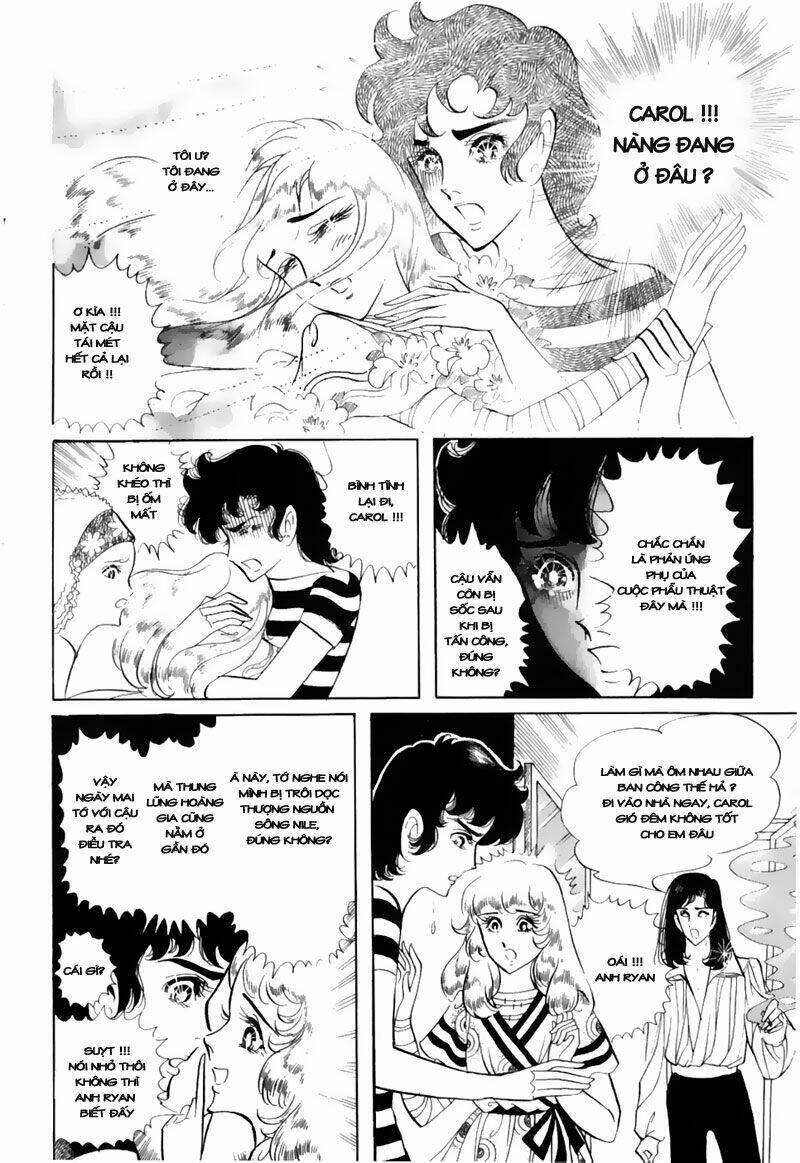 CAROL !!!
NÀNG ĐANG
Ở ĐÂU ?
TÔI Ư?
TÔI ĐANG
Ở ĐÂY...
Ơ KÌA !!!
MẶT CẬU
TÁI MÉT
HẾT CẢ LẠI
RỒI !!
CHẮC CHẮN
LÀ PHẢN ỨNG
PHỤ CỦA
CUỘC PHẪU THUẬT
ĐÂY MÀ !!!
CẬU VẪN
CÒN BỊ
SỐC SAU
KHI BỊ
TẤN CÔNG,
ĐÚNG
KHÔNG?
BÌNH TĨNH
LẠI ĐI,
CAROL !!!
KHÔNG
KHÉO THÌ
BỊ ỐM
MẤT
LÀM GÌ MÀ ÔM NHAU GIỮA
BAN CÔNG THẾ HẢ ?
ĐI VÀO NHÀ NGAY, CAROL
GIÓ ĐÊM KHÔNG TỐT
CHO EM ĐÂU
OÁI !!!
ANH RYAN
À NÀY, TỚ NGHE NÓI
MÌNH BỊ TRÔI DỌC
THƯỢNG NGUỒN
SÔNG NILE,
ĐÚNG KHÔNG?
MÀ THUNG
LŨNG HOÀNG
GIA CŨNG
NẰM Ở
GẦN ĐÓ
VẬY
NGÀY MAI
TỚ VỚI CẬU
RA ĐÓ
ĐIỀU TRA
NHÉ?
CÁI GÌ?
SUỴT !!!
NÓI NHỎ THÔI
KHÔNG THÌ
ANH RYAN
BIẾT ĐẤY